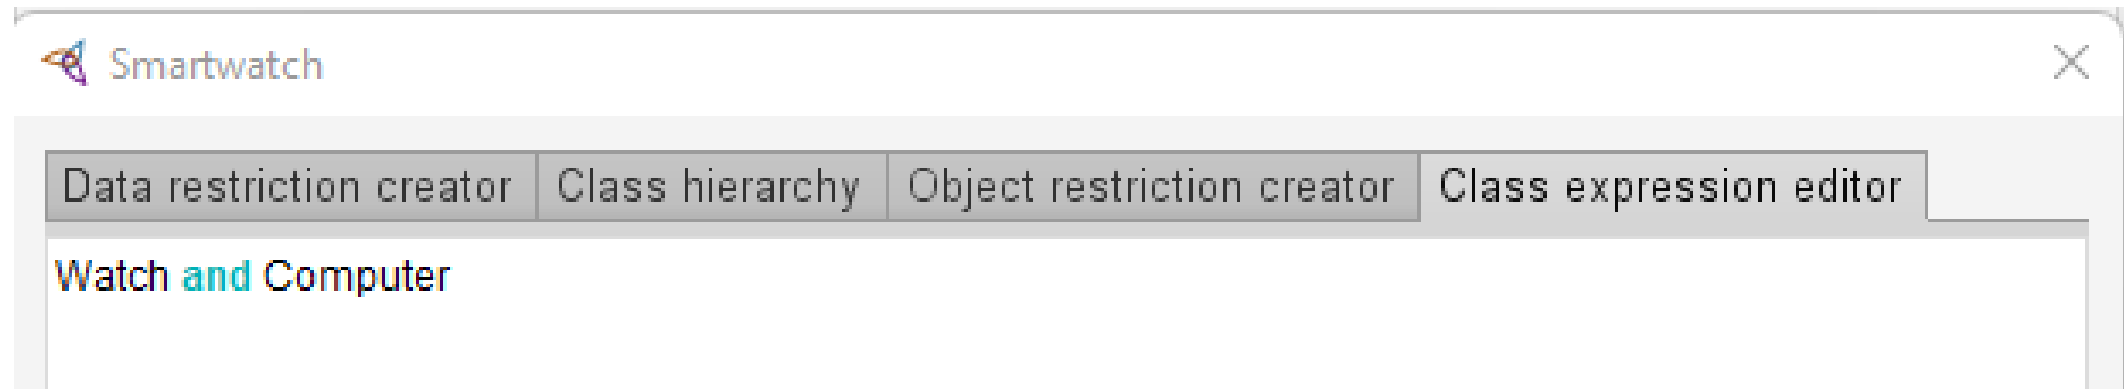 Smartwatch
Data restriction creator Class hierarchy Object restriction creator Class expression editor
Watch and Computer